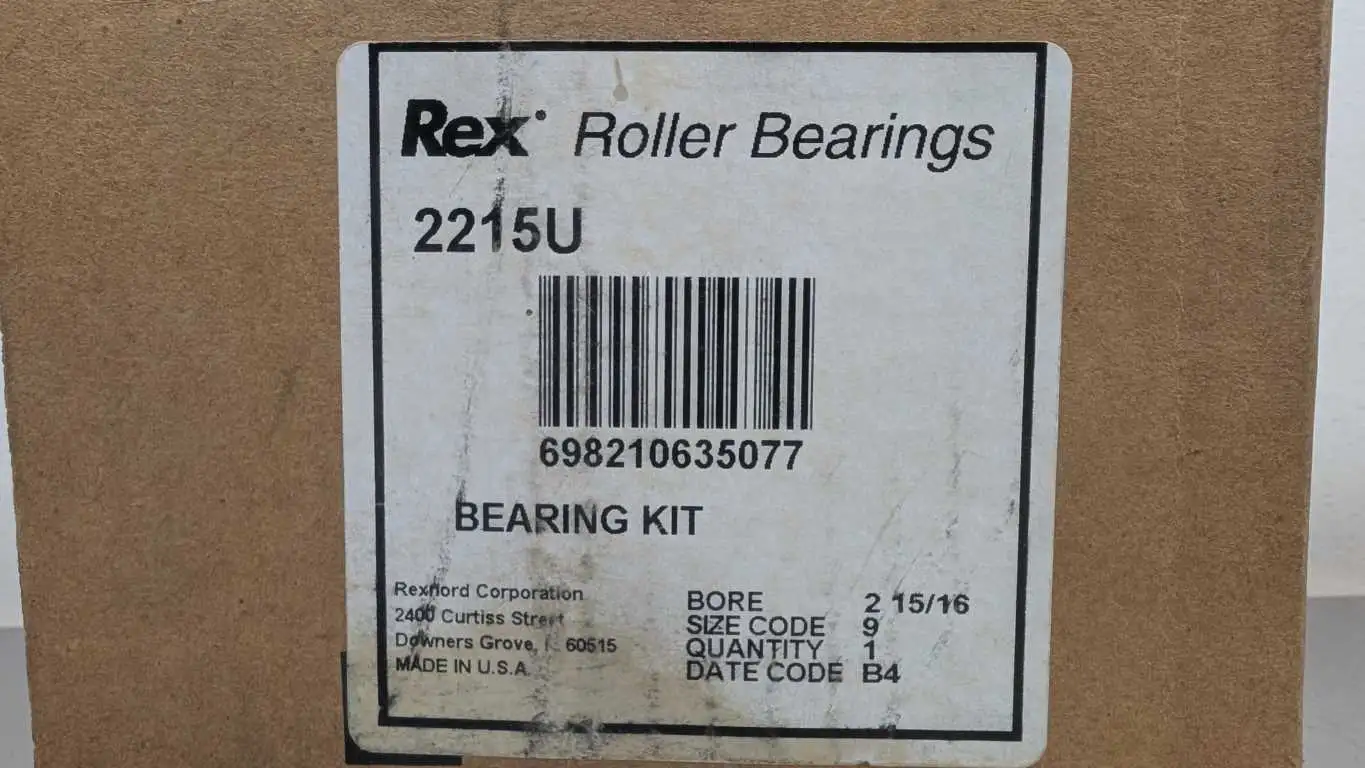 Rex® Roller Bearings
2215U
698210635077
BEARING KIT
Rexnord Corporation
2400 Curtiss Street
Downers Grove, 60515
MADE IN U.S.A.
BORE 2 15/16
SIZE CODE 9
QUANTITY 1
DATE CODE B4